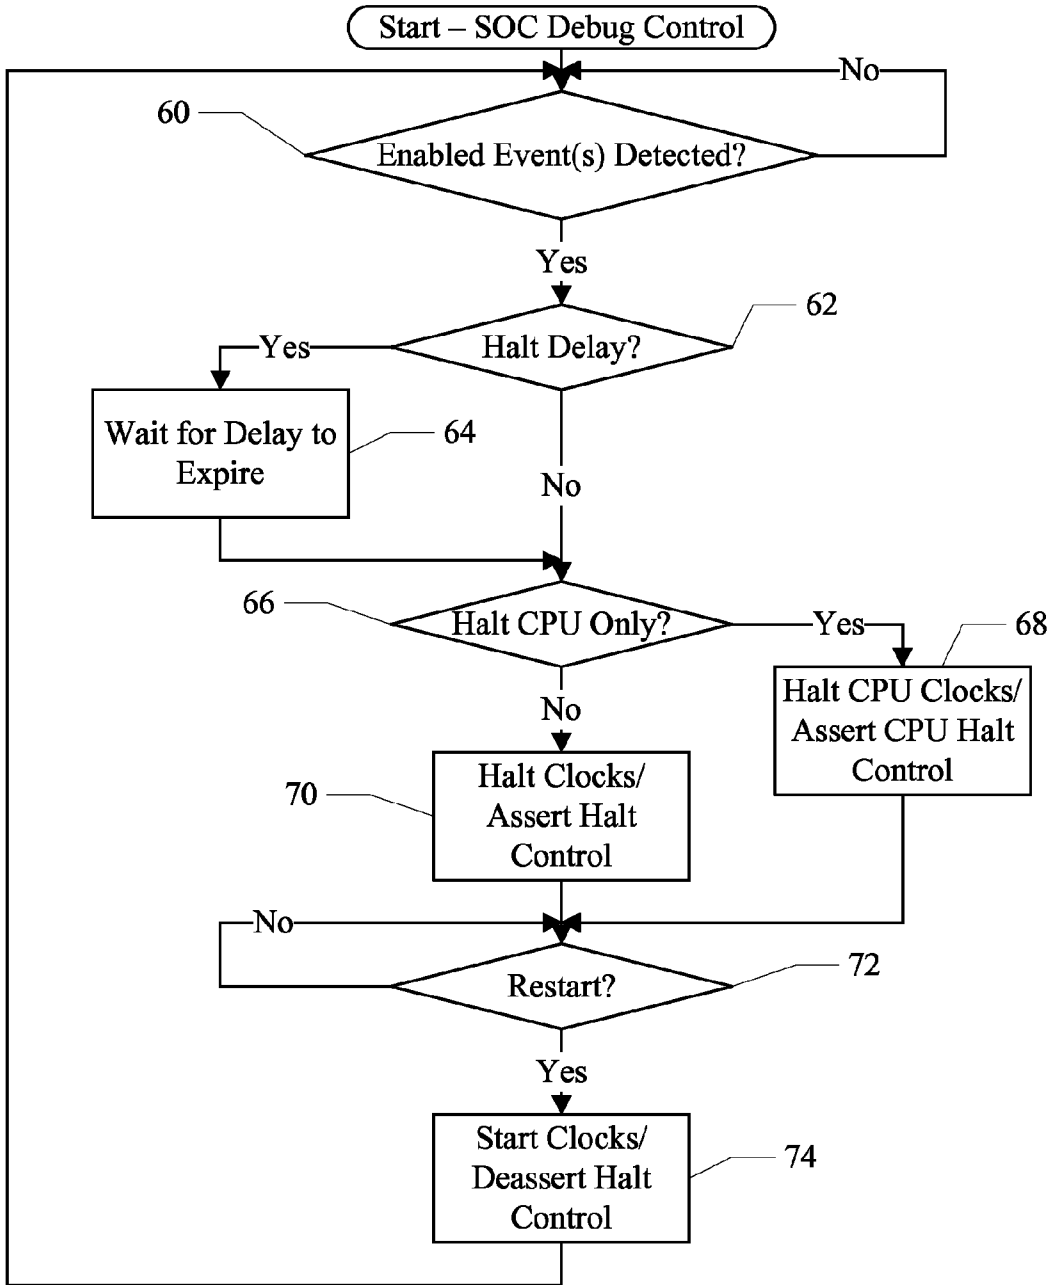 Start – SOC Debug Control
No
60
Enabled Event(s) Detected?
Yes
62
Halt Delay?
Yes
Wait for Delay to
Expire
64
No
66
Halt CPU Only?
Yes
68
Halt CPU Clocks/
Assert CPU Halt
Control
No
70
Halt Clocks/
Assert Halt
Control
No
72
Restart?
Yes
Start Clocks/
Deassert Halt
Control
74